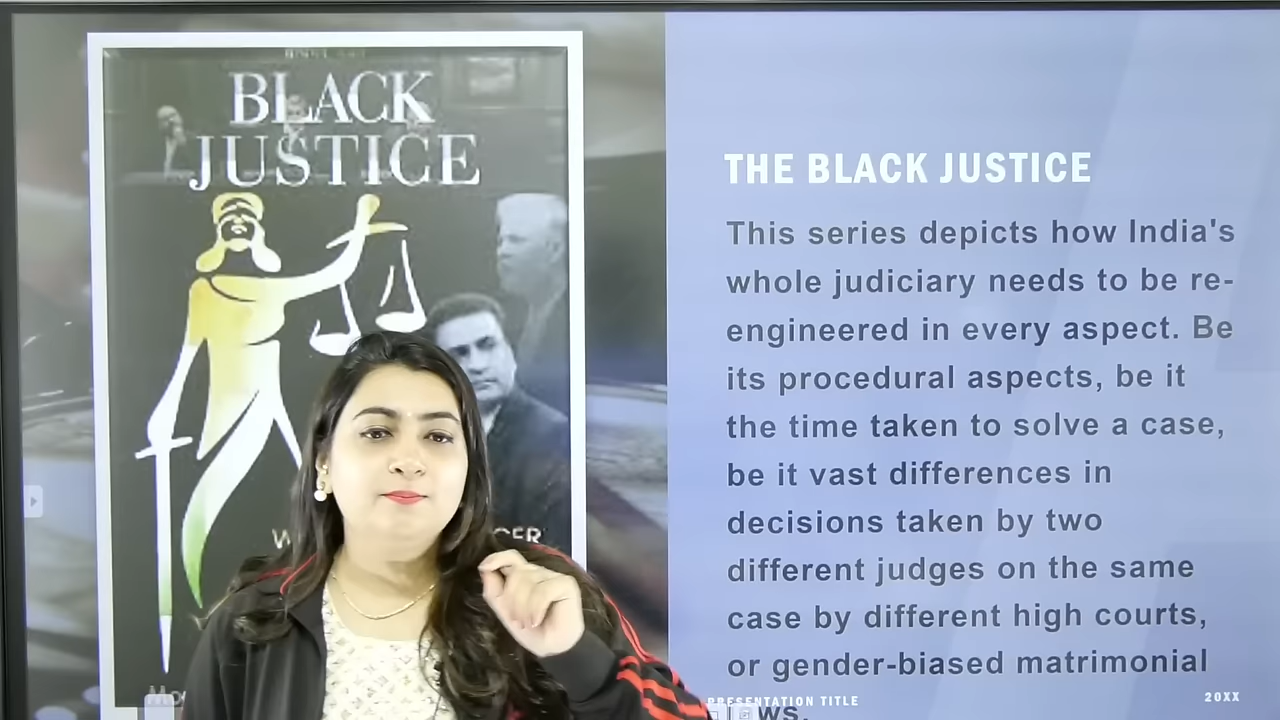 BLACK
JUSTICE
THE BLACK JUSTICE
This series depicts how India's
whole judiciary needs to be re-
engineered in every aspect. Be
its procedural aspects, be it
the time taken to solve a case,
be it vast differences in
decisions taken by two
different judges on the same
case by different high courts,
or gender-biased matrimonial
PRESENTATION TITLE
20XX